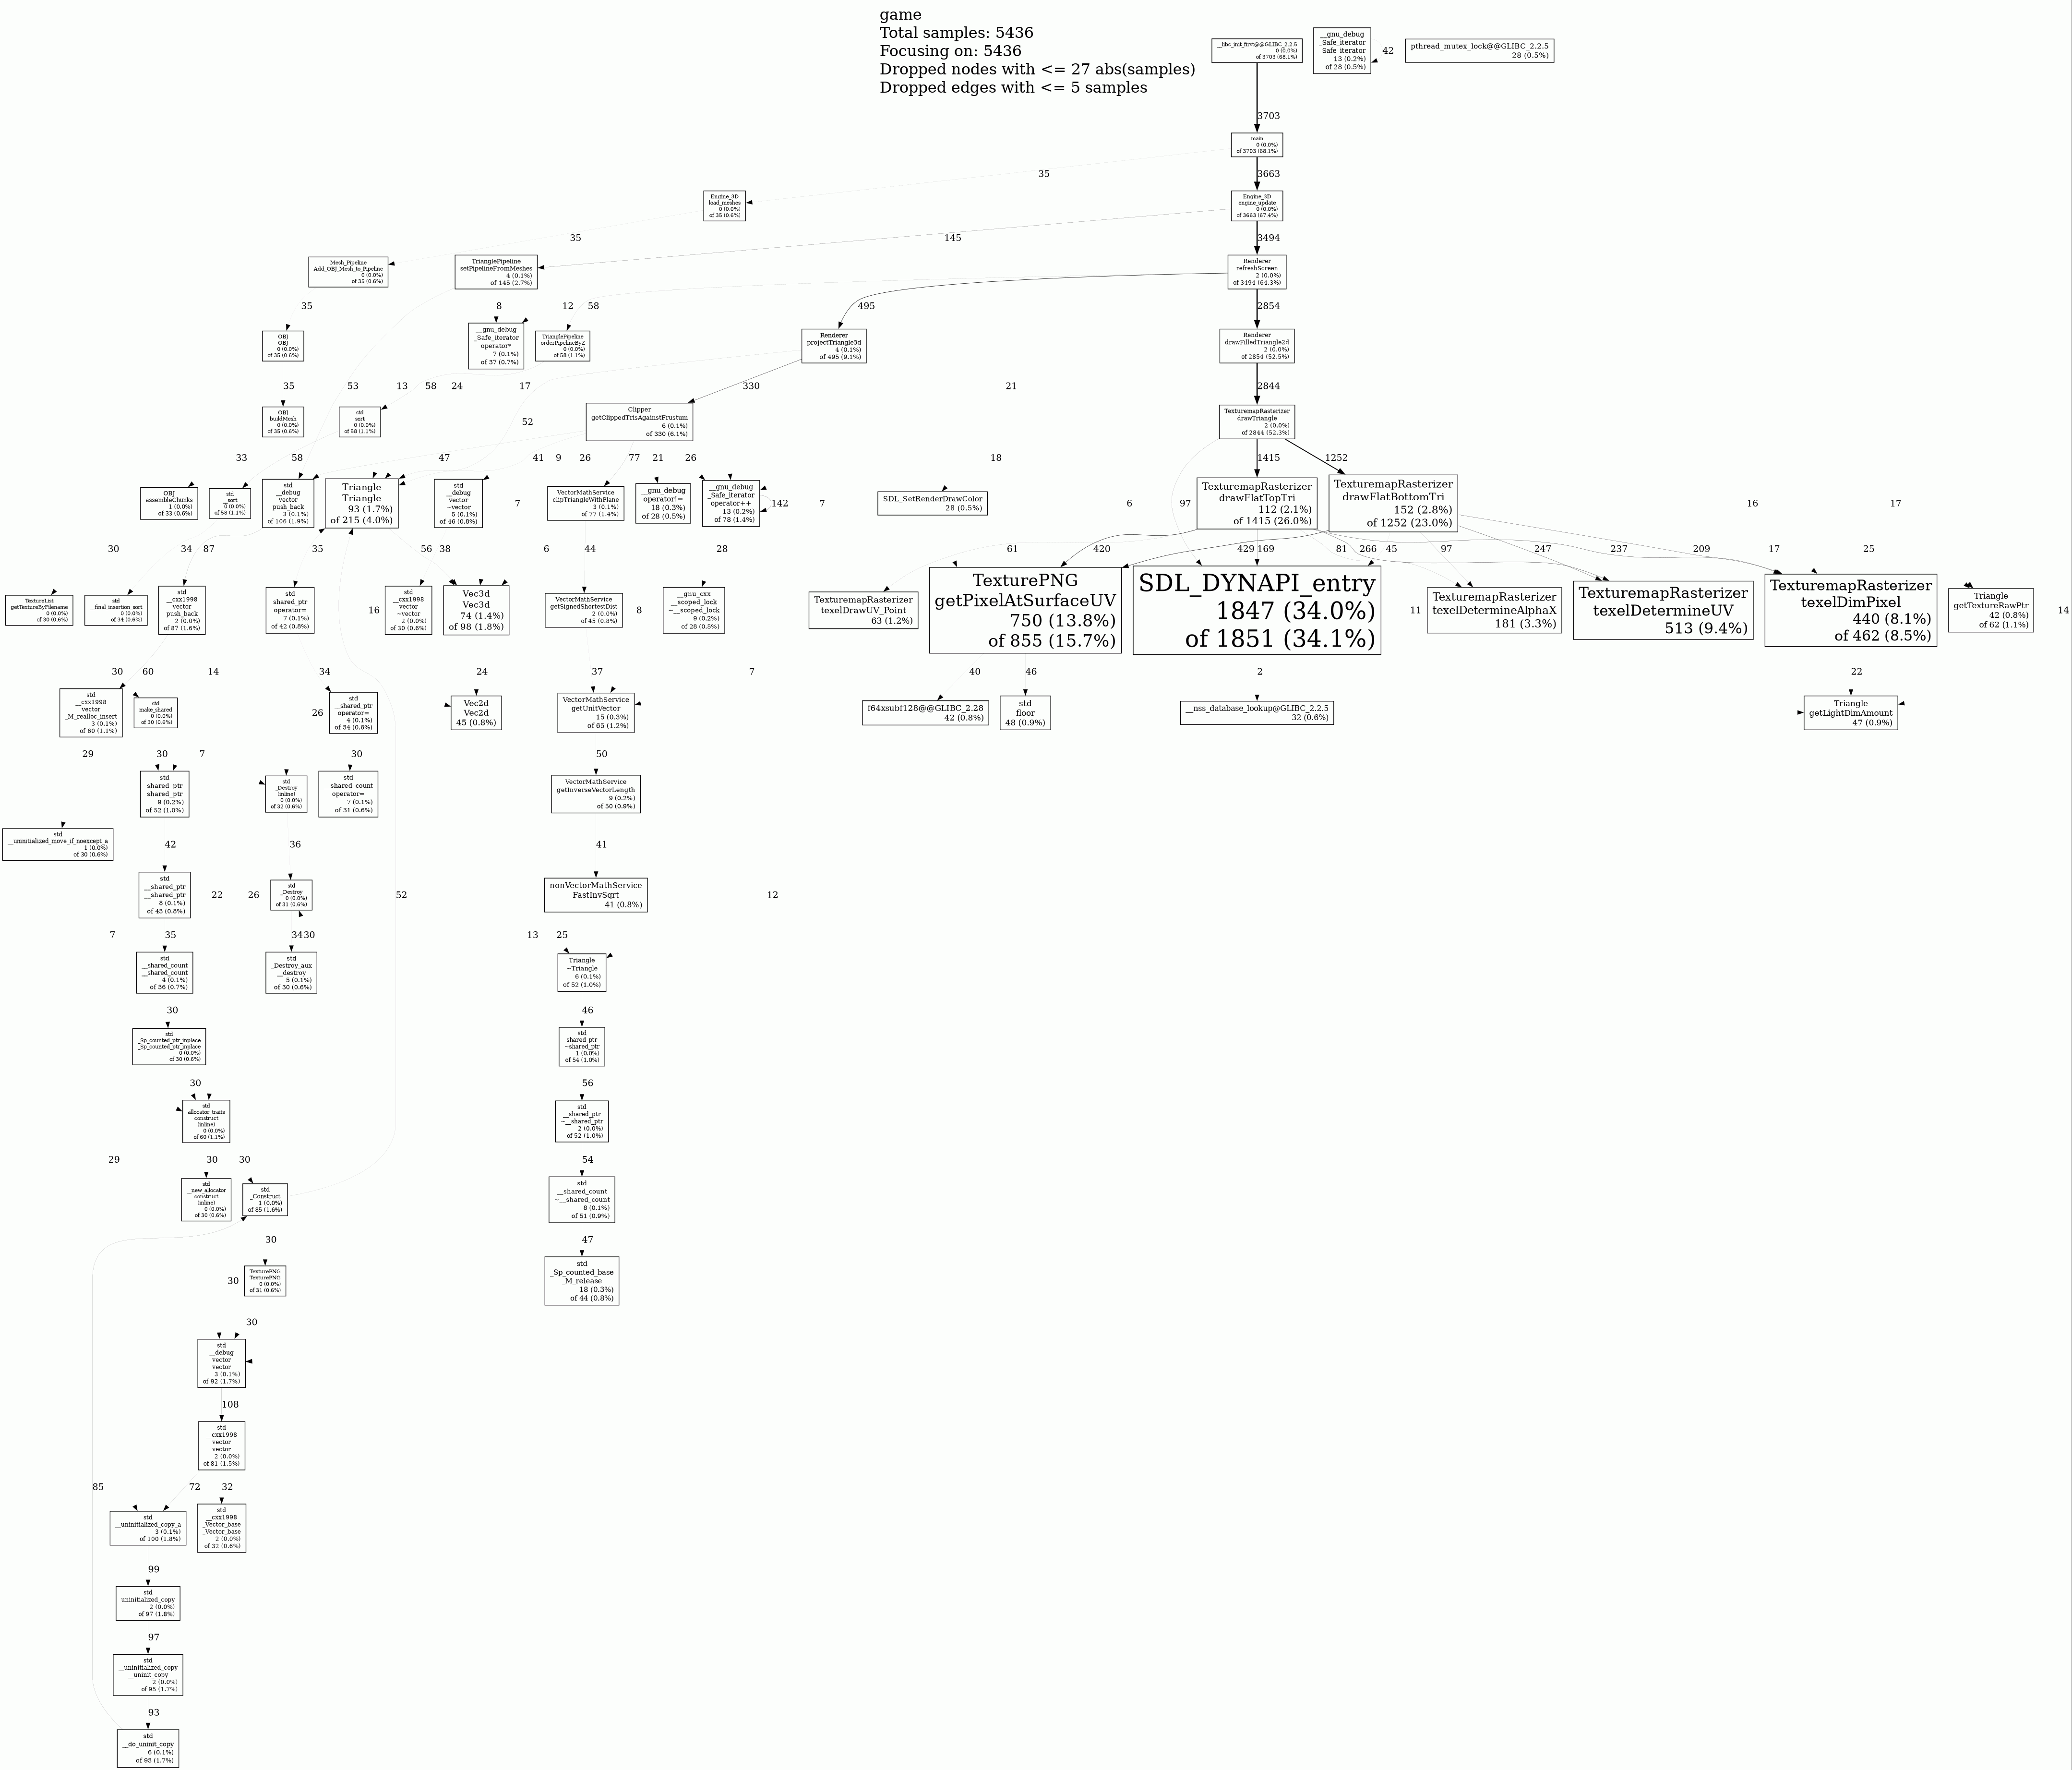 game
Total samples: 5436
Focusing on: 5436
Dropped nodes with <= 27 abs(samples)
Dropped edges with <= 5 samples
__libc_init_first@@GLIBC_2.2.5
0 (0.0%)
of 3703 (68.1%)
__gnu_debug
_Safe_iterator
_Safe_iterator
13 (0.2%)
of 28 (0.5%)
42
pthread_mutex_lock@@GLIBC_2.2.5
28 (0.5%)
3703
main
0 (0.0%)
of 3703 (68.1%)
35
3663
Engine_3D
load_meshes
0 (0.0%)
of 35 (0.6%)
Engine_3D
engine_update
0 (0.0%)
of 3663 (67.4%)
35
145
3494
Mesh_Pipeline
Add_OBJ_Mesh_to_Pipeline
0 (0.0%)
of 35 (0.6%)
TrianglePipeline
setPipelineFromMeshes
4 (0.1%)
of 145 (2.7%)
Renderer
refreshScreen
2 (0.0%)
of 3494 (64.3%)
35
8
12
58
495
2854
OBJ
OBJ
0 (0.0%)
of 35 (0.6%)
__gnu_debug
_Safe_iterator
operator*
7 (0.1%)
of 37 (0.7%)
TrianglePipeline
orderPipelineByZ
0 (0.0%)
of 58 (1.1%)
Renderer
projectTriangle3d
4 (0.1%)
of 495 (9.1%)
Renderer
drawFilledTriangle2d
2 (0.0%)
of 2854 (52.5%)
35
53
13
58
24
17
330
21
2844
OBJ
buildMesh
0 (0.0%)
of 35 (0.6%)
std
sort
0 (0.0%)
of 58 (1.1%)
52
Clipper
getClippedTrisAgainstFrustum
6 (0.1%)
of 330 (6.1%)
TexturemapRasterizer
drawTriangle
2 (0.0%)
of 2844 (52.3%)
33
58
47
41
9
26
77
21
26
18
1415
1252
OBJ
assembleChunks
1 (0.0%)
of 33 (0.6%)
std
__sort
0 (0.0%)
of 58 (1.1%)
std
__debug
vector
push_back
3 (0.1%)
of 106 (1.9%)
Triangle
Triangle
93 (1.7%)
of 215 (4.0%)
std
__debug
vector
~vector
5 (0.1%)
of 46 (0.8%)
7
VectorMathService
clipTriangleWithPlane
3 (0.1%)
of 77 (1.4%)
__gnu_debug
operator!=
18 (0.3%)
of 28 (0.5%)
__gnu_debug
_Safe_iterator
operator++
13 (0.2%)
of 78 (1.4%)
142
7
SDL_SetRenderDrawColor
28 (0.5%)
6
97
TexturemapRasterizer
drawFlatTopTri
112 (2.1%)
of 1415 (26.0%)
TexturemapRasterizer
drawFlatBottomTri
152 (2.8%)
of 1252 (23.0%)
16
17
30
34
87
35
56
38
6
44
28
61
420
429
169
81
266
45
97
247
237
209
17
25
TextureList
getTextureByFilename
0 (0.0%)
of 30 (0.6%)
std
__final_insertion_sort
0 (0.0%)
of 34 (0.6%)
std
__cxx1998
vector
push_back
2 (0.0%)
of 87 (1.6%)
std
shared_ptr
operator=
7 (0.1%)
of 42 (0.8%)
16
std
__cxx1998
vector
~vector
2 (0.0%)
of 30 (0.6%)
Vec3d
Vec3d
74 (1.4%)
of 98 (1.8%)
VectorMathService
getSignedShortestDist
2 (0.0%)
of 45 (0.8%)
8
__gnu_cxx
__scoped_lock
~__scoped_lock
9 (0.2%)
of 28 (0.5%)
TexturemapRasterizer
texelDrawUV_Point
63 (1.2%)
TexturePNG
getPixelAtSurfaceUV
750 (13.8%)
of 855 (15.7%)
SDL_DYNAPI_entry
1847 (34.0%)
of 1851 (34.1%)
11
TexturemapRasterizer
texelDetermineAlphaX
181 (3.3%)
TexturemapRasterizer
texelDetermineUV
513 (9.4%)
TexturemapRasterizer
texelDimPixel
440 (8.1%)
of 462 (8.5%)
Triangle
getTextureRawPtr
42 (0.8%)
of 62 (1.1%)
14
30
60
14
34
24
37
7
40
46
2
22
std
__cxx1998
vector
_M_realloc_insert
3 (0.1%)
of 60 (1.1%)
std
make_shared
0 (0.0%)
of 30 (0.6%)
26
std
__shared_ptr
operator=
4 (0.1%)
of 34 (0.6%)
Vec2d
Vec2d
45 (0.8%)
VectorMathService
getUnitVector
15 (0.3%)
of 65 (1.2%)
f64xsubf128@@GLIBC_2.28
42 (0.8%)
std
floor
48 (0.9%)
__nss_database_lookup@GLIBC_2.2.5
32 (0.6%)
Triangle
getLightDimAmount
47 (0.9%)
29
30
7
30
50
std
shared_ptr
shared_ptr
9 (0.2%)
of 52 (1.0%)
std
_Destroy
(inline)
0 (0.0%)
of 32 (0.6%)
std
__shared_count
operator=
7 (0.1%)
of 31 (0.6%)
VectorMathService
getInverseVectorLength
9 (0.2%)
of 50 (0.9%)
std
__uninitialized_move_if_noexcept_a
1 (0.0%)
of 30 (0.6%)
42
36
41
std
__shared_ptr
__shared_ptr
8 (0.1%)
of 43 (0.8%)
22
26
std
_Destroy
0 (0.0%)
of 31 (0.6%)
52
nonVectorMathService
FastInvSqrt
41 (0.8%)
12
7
35
34
30
13
25
std
__shared_count
__shared_count
4 (0.1%)
of 36 (0.7%)
std
_Destroy_aux
__destroy
5 (0.1%)
of 30 (0.6%)
Triangle
~Triangle
6 (0.1%)
of 52 (1.0%)
30
46
std
_Sp_counted_ptr_inplace
_Sp_counted_ptr_inplace
0 (0.0%)
of 30 (0.6%)
std
shared_ptr
~shared_ptr
1 (0.0%)
of 54 (1.0%)
30
56
std
allocator_traits
construct
(inline)
0 (0.0%)
of 60 (1.1%)
std
__shared_ptr
~__shared_ptr
2 (0.0%)
of 52 (1.0%)
29
30
30
54
std
__new_allocator
construct
(inline)
0 (0.0%)
of 30 (0.6%)
std
_Construct
1 (0.0%)
of 85 (1.6%)
std
__shared_count
~__shared_count
8 (0.1%)
of 51 (0.9%)
30
47
30
TexturePNG
TexturePNG
0 (0.0%)
of 31 (0.6%)
std
_Sp_counted_base
_M_release
18 (0.3%)
of 44 (0.8%)
30
std
__debug
vector
vector
3 (0.1%)
of 92 (1.7%)
108
std
__cxx1998
vector
vector
2 (0.0%)
of 81 (1.5%)
85
72
32
std
__uninitialized_copy_a
3 (0.1%)
of 100 (1.8%)
std
__cxx1998
_Vector_base
_Vector_base
2 (0.0%)
of 32 (0.6%)
99
std
uninitialized_copy
2 (0.0%)
of 97 (1.8%)
97
std
__uninitialized_copy
__uninit_copy
2 (0.0%)
of 95 (1.7%)
93
std
__do_uninit_copy
6 (0.1%)
of 93 (1.7%)